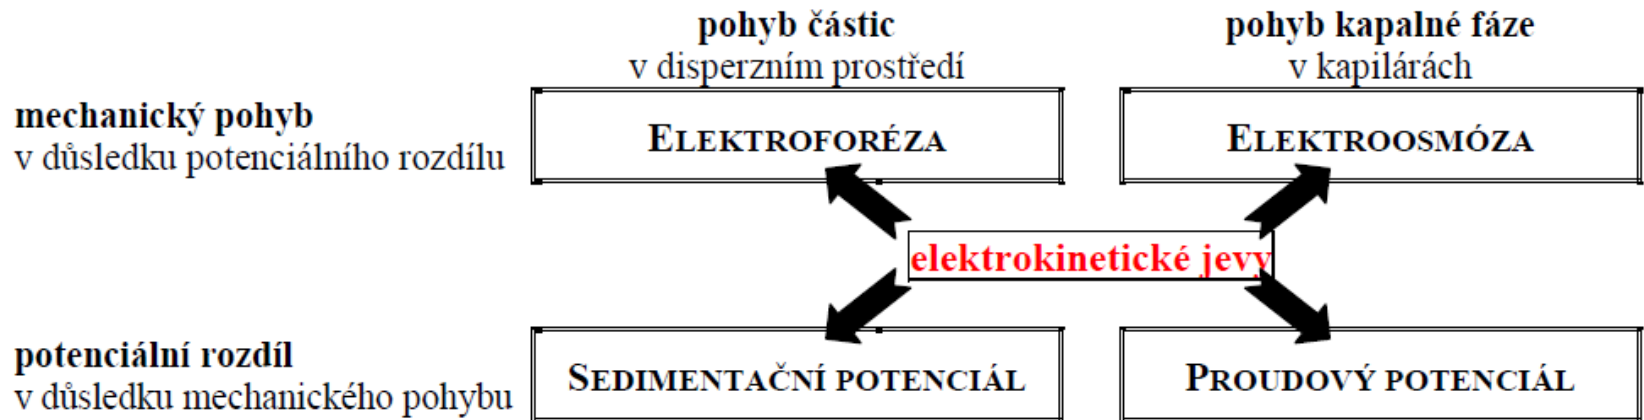 pohyb částic
v disperzním prostředí
pohyb kapalné fáze
v kapilárách
mechanický pohyb
v důsledku potenciálního rozdílu
ELEKTROFORÉZA
ELEKTROOSMÓZA
elektrokinetické jevy
potenciální rozdíl
v důsledku mechanického pohybu
SEDIMENTAČNÍ POTENCIÁL
PROUDOVÝ POTENCIÁL